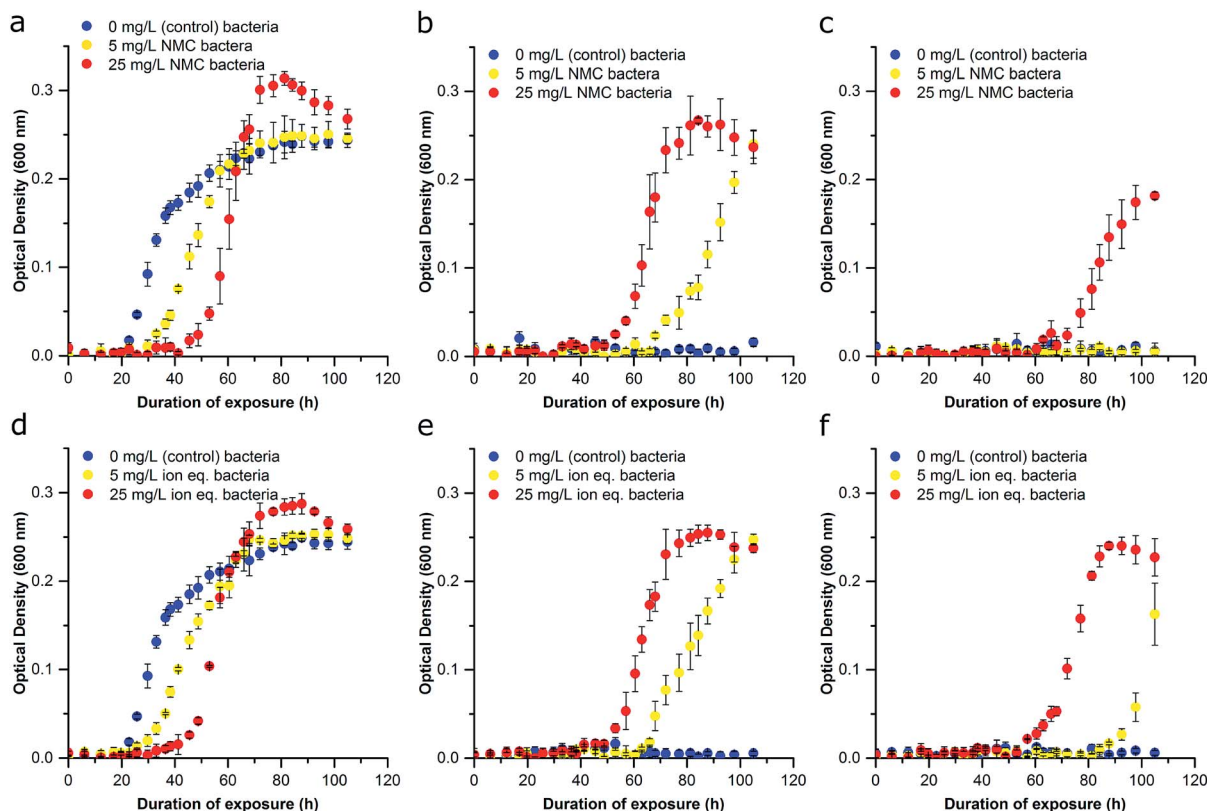 a
0 mg/L (control) bacteria
5 mg/L NMC bactera
25 mg/L NMC bacteria
Optical Density (600 nm)
0.3
0.2
0.1
0.0
0 20 40 60 80 100 120
Duration of exposure (h)
b
0 mg/L (control) bacteria
5 mg/L NMC bactera
25 mg/L NMC bacteria
Optical Density (600 nm)
0.3
0.2
0.1
0.0
0 20 40 60 80 100 120
Duration of exposure (h)
c
0 mg/L (control) bacteria
5 mg/L NMC bactera
25 mg/L NMC bacteria
Optical Density (600 nm)
0.3
0.2
0.1
0.0
0 20 40 60 80 100 120
Duration of exposure (h)
d
0 mg/L (control) bacteria
5 mg/L ion eq. bacteria
25 mg/L ion eq. bacteria
Optical Density (600 nm)
0.3
0.2
0.1
0.0
0 20 40 60 80 100 120
Duration of exposure (h)
e
0 mg/L (control) bacteria
5 mg/L ion eq. bacteria
25 mg/L ion eq. bacteria
Optical Density (600 nm)
0.3
0.2
0.1
0.0
0 20 40 60 80 100 120
Duration of exposure (h)
f
0 mg/L (control) bacteria
5 mg/L ion eq. bacteria
25 mg/L ion eq. bacteria
Optical Density (600 nm)
0.3
0.2
0.1
0.0
0 20 40 60 80 100 120
Duration of exposure (h)